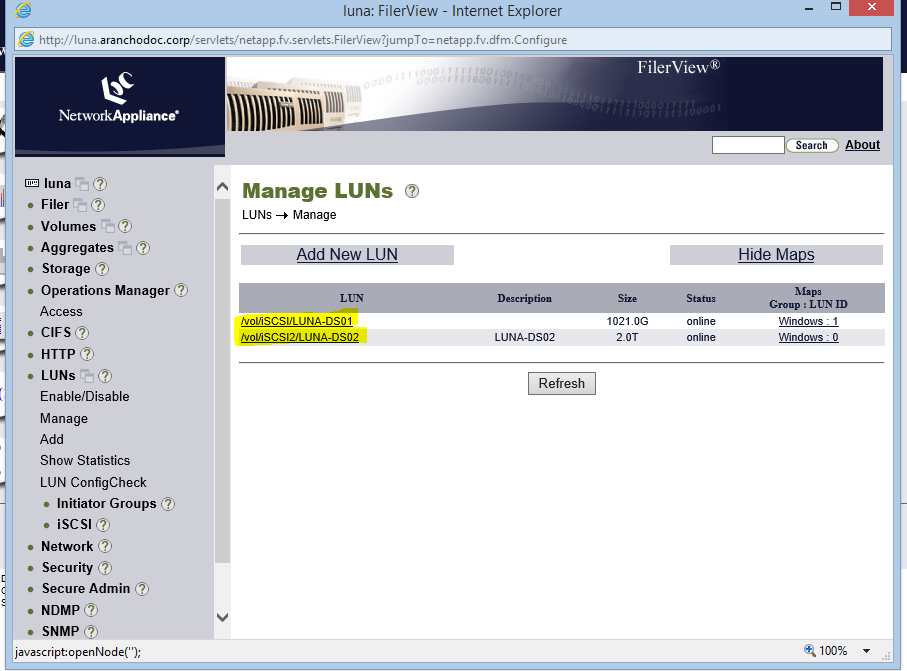 luna: FilerView - Internet Explorer
http://luna.aranchodoc.corp/servlets/netapp.fv.servlets.FilerView?jumpTo=netapp.fv.dfm.Configure
NetworkAppliance®
FilerView®
Search About
luna
Filer
Volumes
Aggregates
Storage
Operations Manager
Access
CIFS
HTTP
LUNs
Enable/Disable
Manage
Add
Show Statistics
LUN ConfigCheck
Initiator Groups
iSCSI
Network
Security
Secure Admin
NDMP
SNMP
Manage LUNs
LUNs → Manage
Add New LUN Hide Maps
LUN Description Size Status Maps
Group : LUN ID
/vol/iSCSI/LUNA-DS01 1021.0G online Windows : 1
/vol/iSCSI2/LUNA-DS02 LUNA-DS02 2.0T online Windows : 0
Refresh
javascript:openNode('');
100%